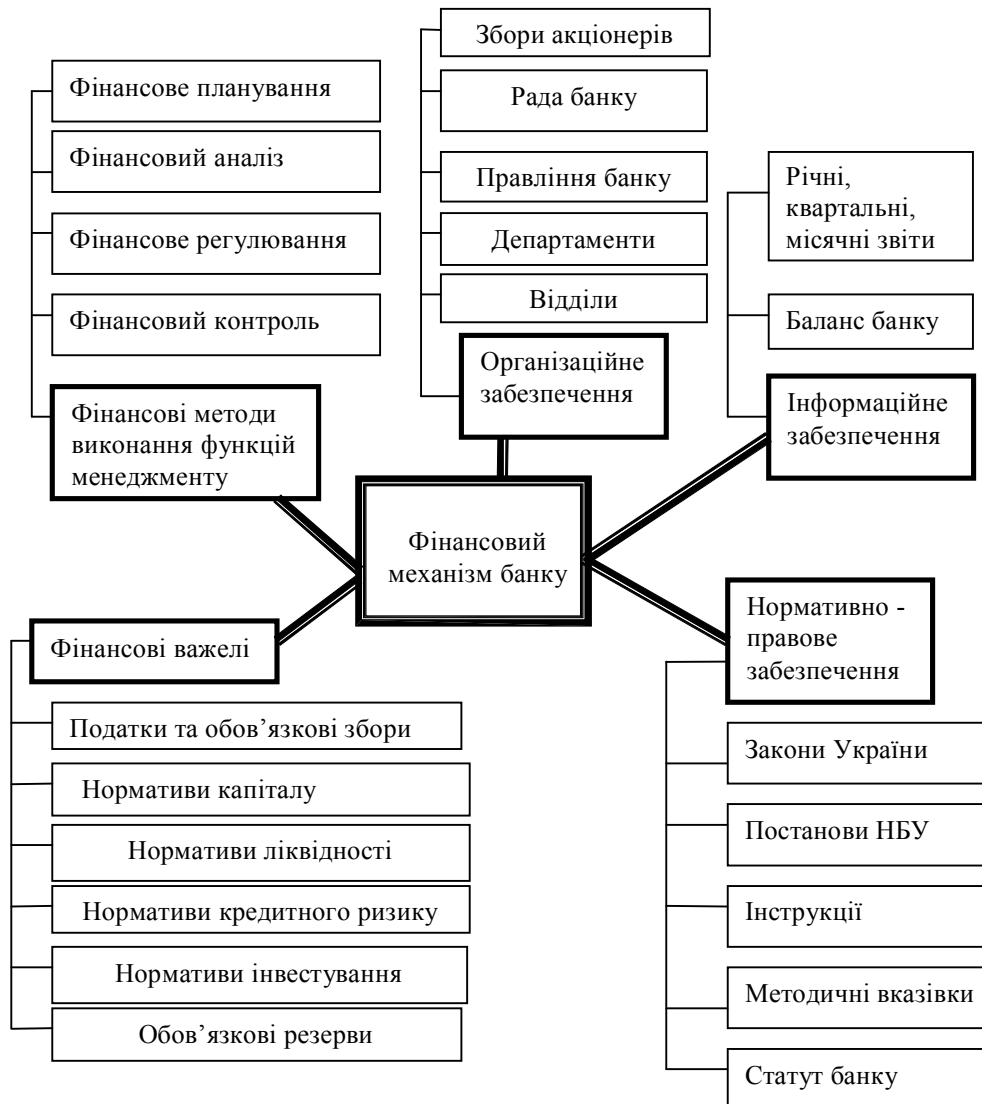 Збори акціонерів
Рада банку
Правління банку
Департаменти
Відділи
Організаційне
забезпечення
Фінансове планування
Фінансовий аналіз
Фінансове регулювання
Фінансовий контроль
Фінансові методи
виконання функцій
менеджменту
Річні,
квартальні,
місячні звіти
Баланс банку
Інформаційне
забезпечення
Фінансовий
механізм банку
Фінансові важелі
Податки та обов’язкові збори
Нормативи капіталу
Нормативи ліквідності
Нормативи кредитного ризику
Нормативи інвестування
Обов’язкові резерви
Нормативно -
правове
забезпечення
Закони України
Постанови НБУ
Інструкції
Методичні вказівки
Статут банку